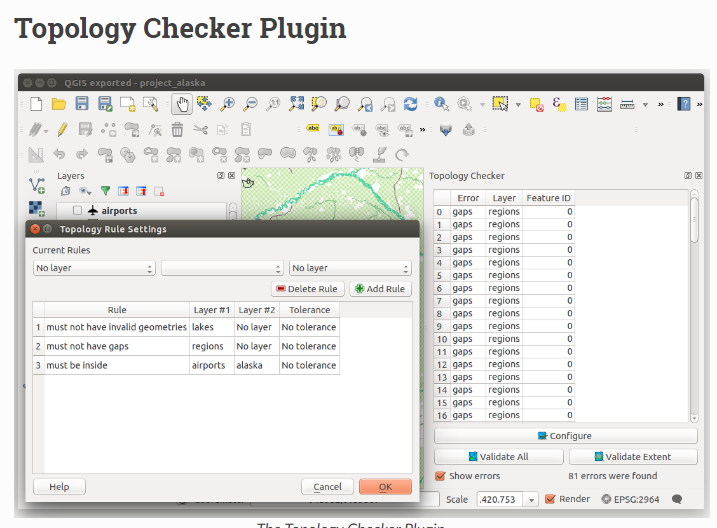 Topology Checker Plugin
QGIS exported - project_alaska
Layers
airports
Topology Checker
Error Layer Feature ID
0 gaps regions 0
1 gaps regions 0
2 gaps regions 0
3 gaps regions 0
4 gaps regions 0
5 gaps regions 0
6 gaps regions 0
7 gaps regions 0
8 gaps regions 0
9 gaps regions 0
10 gaps regions 0
11 gaps regions 0
12 gaps regions 0
13 gaps regions 0
14 gaps regions 0
15 gaps regions 0
16 gaps regions 0
Configure
Validate All Validate Extent
Show errors 81 errors were found
Topology Rule Settings
Current Rules
No layer No layer
Delete Rule Add Rule
Rule Layer #1 Layer #2 Tolerance
1 must not have invalid geometries lakes No layer No tolerance
2 must not have gaps regions No layer No tolerance
3 must be inside airports alaska No tolerance
Help Cancel OK
Scale .420.753 Render EPSG:2964
The Topology Checker Plugin